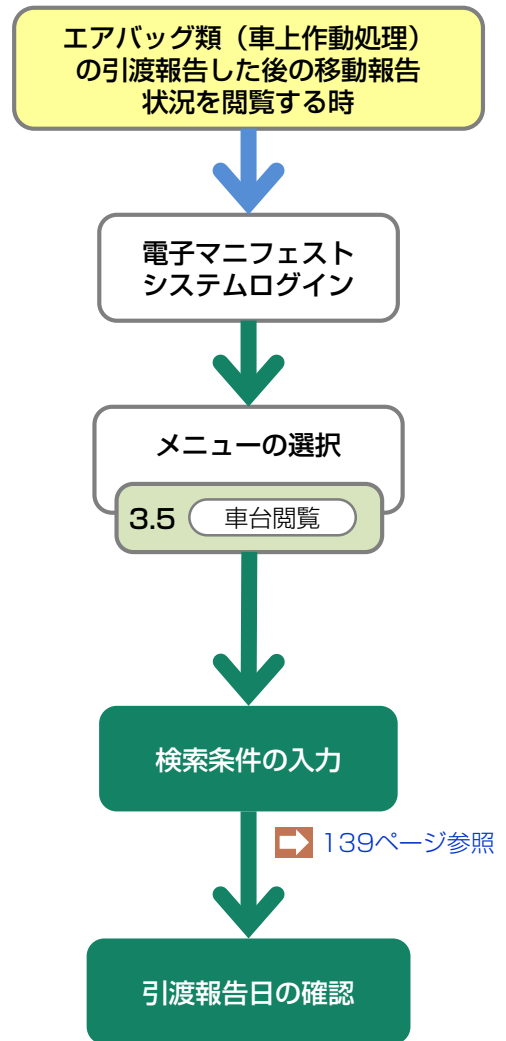 エアバッグ類（車上作動処理）
の引渡報告した後の移動報告
状況を閲覧する時
電子マニフェスト
システムログイン
メニューの選択
3.5 車台閲覧
検索条件の入力
139ページ参照
引渡報告日の確認